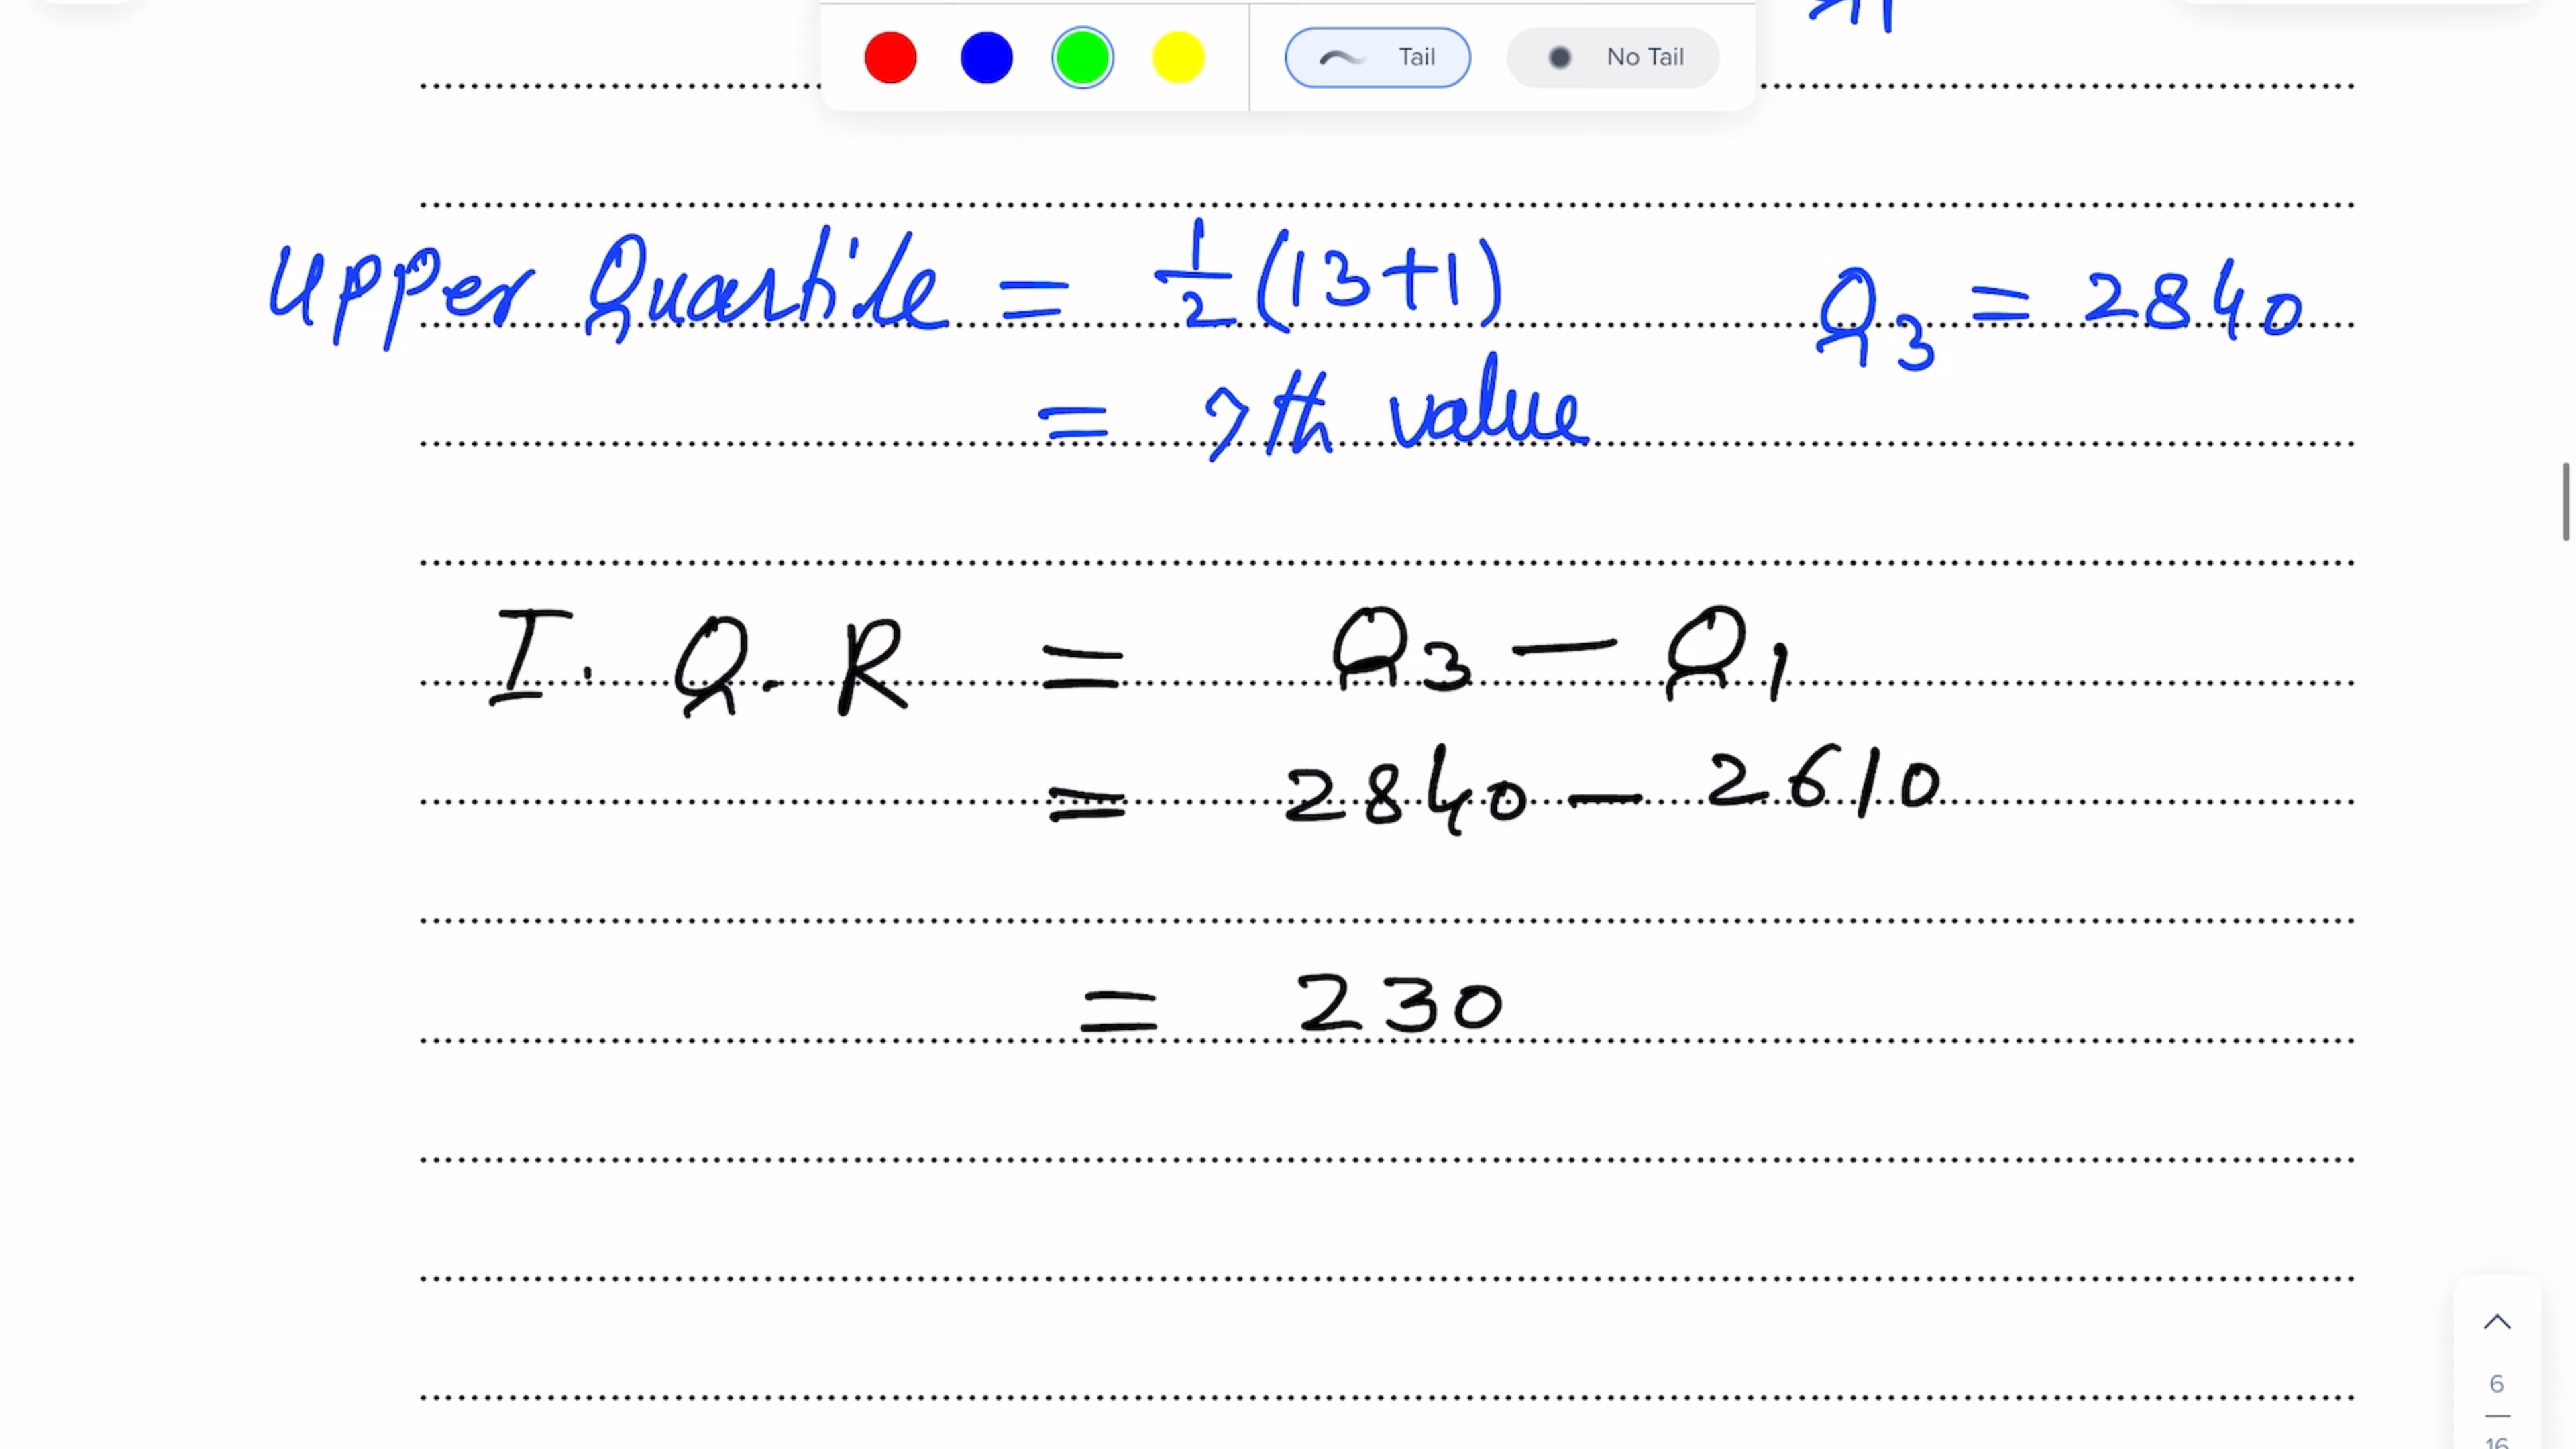 Tail No Tail
Upper Quartile = 1/2 (13+1) Q3 = 2840
= 7th value
I. Q. R = Q3 — Q1
= 2840 — 2610
= 230
6
16